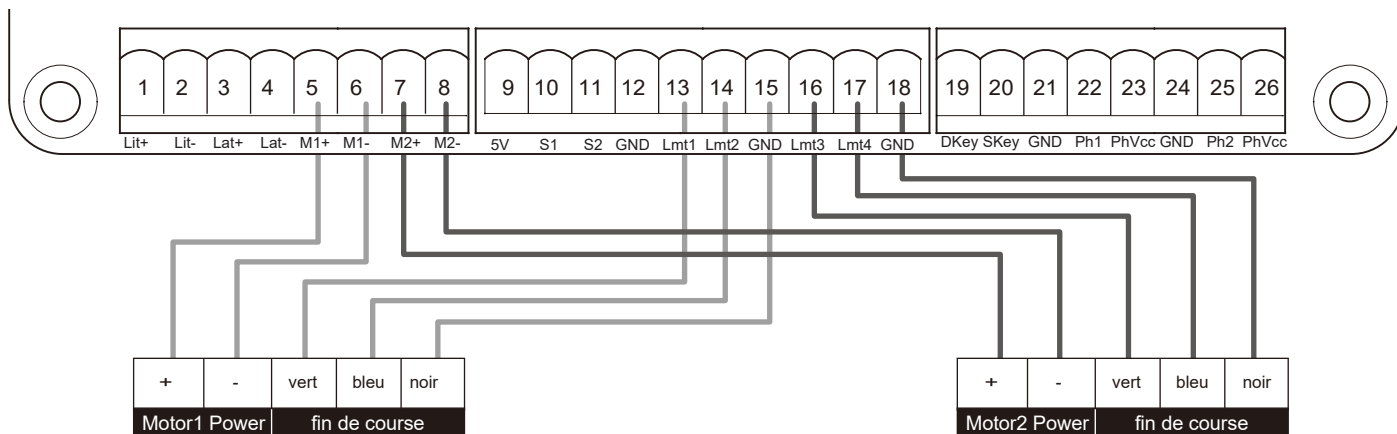 1 2 3 4 5 6 7 8 9 10 11 12 13 14 15 16 17 18 19 20 21 22 23 24 25 26
Lit+ Lit- Lat+ Lat- M1+ M1- M2+ M2- 5V S1 S2 GND Lmt1 Lmt2 GND Lmt3 Lmt4 GND DKey SKey GND Ph1 PhVcc GND Ph2 PhVcc
+ - vert bleu noir + - vert bleu noir
Motor1 Power fin de course Motor2 Power fin de course